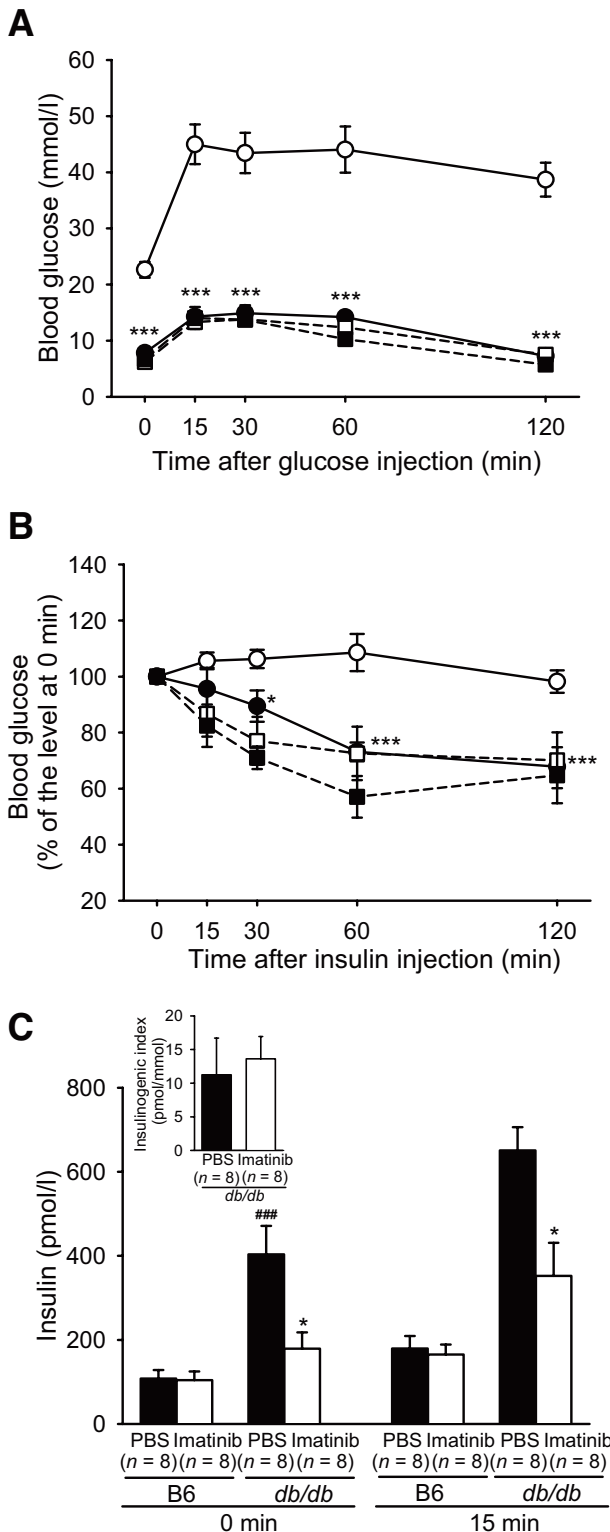 A
60
50
40
30
20
10
0
Blood glucose (mmol/l)
***
***
***
***
***
0 15 30 60 120
Time after glucose injection (min)
B
140
120
100
80
60
40
20
Blood glucose
(% of the level at 0 min)
*
***
***
0 15 30 60 120
Time after insulin injection (min)
C
20
15
10
5
0
Insulinogenic index
(pmol/mmol)
PBS Imatinib
(n = 8) (n = 8)
db/db
800
600
400
200
0
Insulin (pmol/l)
###
*
*
PBS Imatinib PBS Imatinib PBS Imatinib PBS Imatinib
(n = 8) (n = 8) (n = 8) (n = 8) (n = 8) (n = 8) (n = 8) (n = 8)
B6 db/db B6 db/db
0 min 15 min